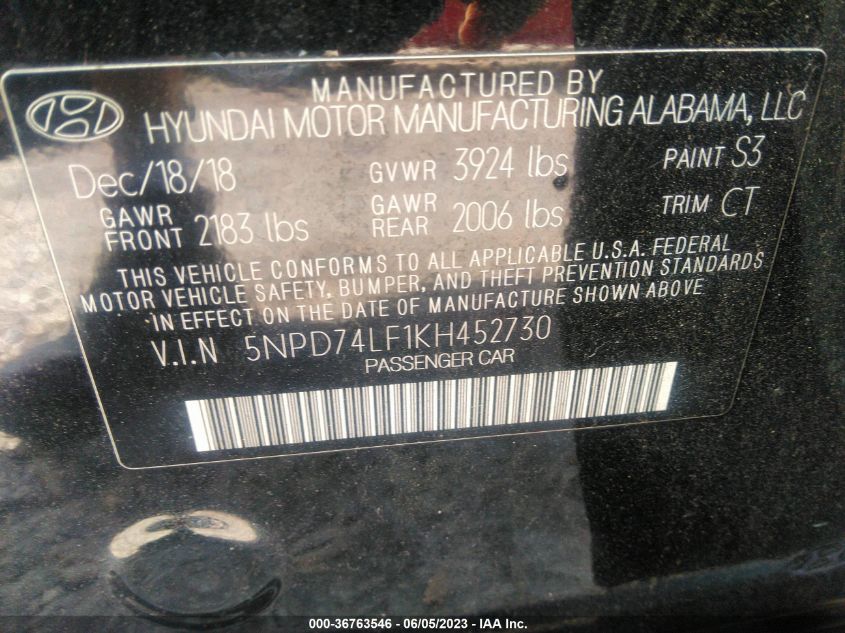 MANUFACTURED BY
HYUNDAI MOTOR MANUFACTURING ALABAMA, LLC
Dec/18/18 GVWR 3924 lbs PAINT S3
GAWR FRONT 2183 lbs GAWR REAR 2006 lbs TRIM CT
THIS VEHICLE CONFORMS TO ALL APPLICABLE U.S.A. FEDERAL
MOTOR VEHICLE SAFETY, BUMPER, AND THEFT PREVENTION STANDARDS
IN EFFECT ON THE DATE OF MANUFACTURE SHOWN ABOVE
V.I.N 5NPD74LF1KH452730
PASSENGER CAR
000-36763546 - 06/05/2023 - IAA Inc.